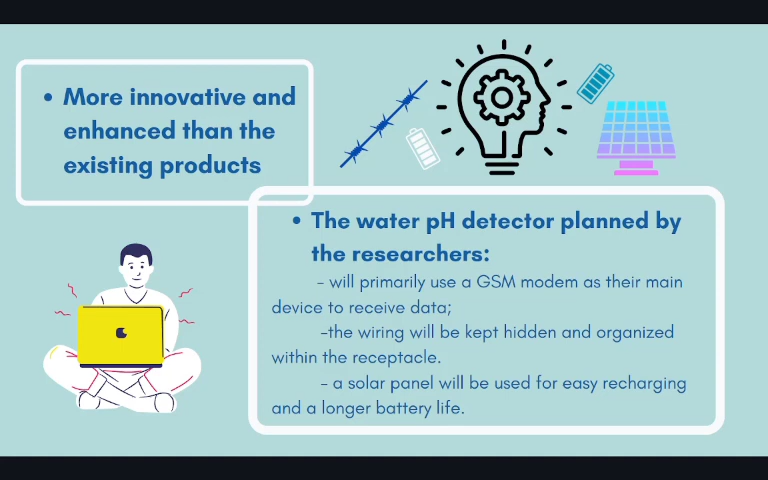 • More innovative and
enhanced than the
existing products
• The water pH detector planned by
the researchers:
- will primarily use a GSM modem as their main
device to receive data;
-the wiring will be kept hidden and organized
within the receptacle.
- a solar panel will be used for easy recharging
and a longer battery life.